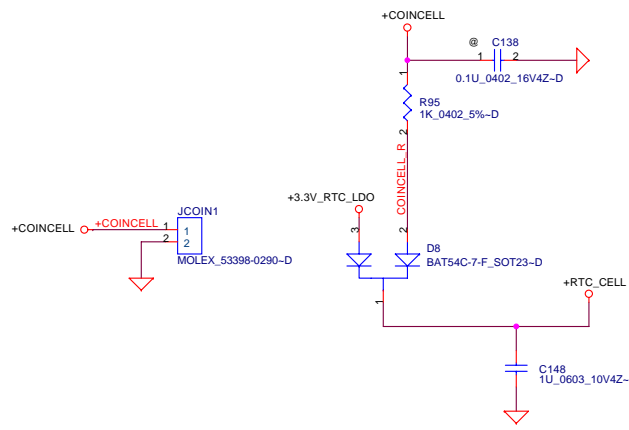 +COINCELL
@
C138
1
2
0.1U_0402_16V4Z~D
1
R95
1K_0402_5%~D
2
COINCELL_R
+3.3V_RTC_LDO
JCOIN1
+COINCELL
+COINCELL
1
1
2
2
MOLEX_53398-0290~D
3
2
D8
BAT54C-7-F_SOT23~D
1
+RTC_CELL
C148
1U_0603_10V4Z~